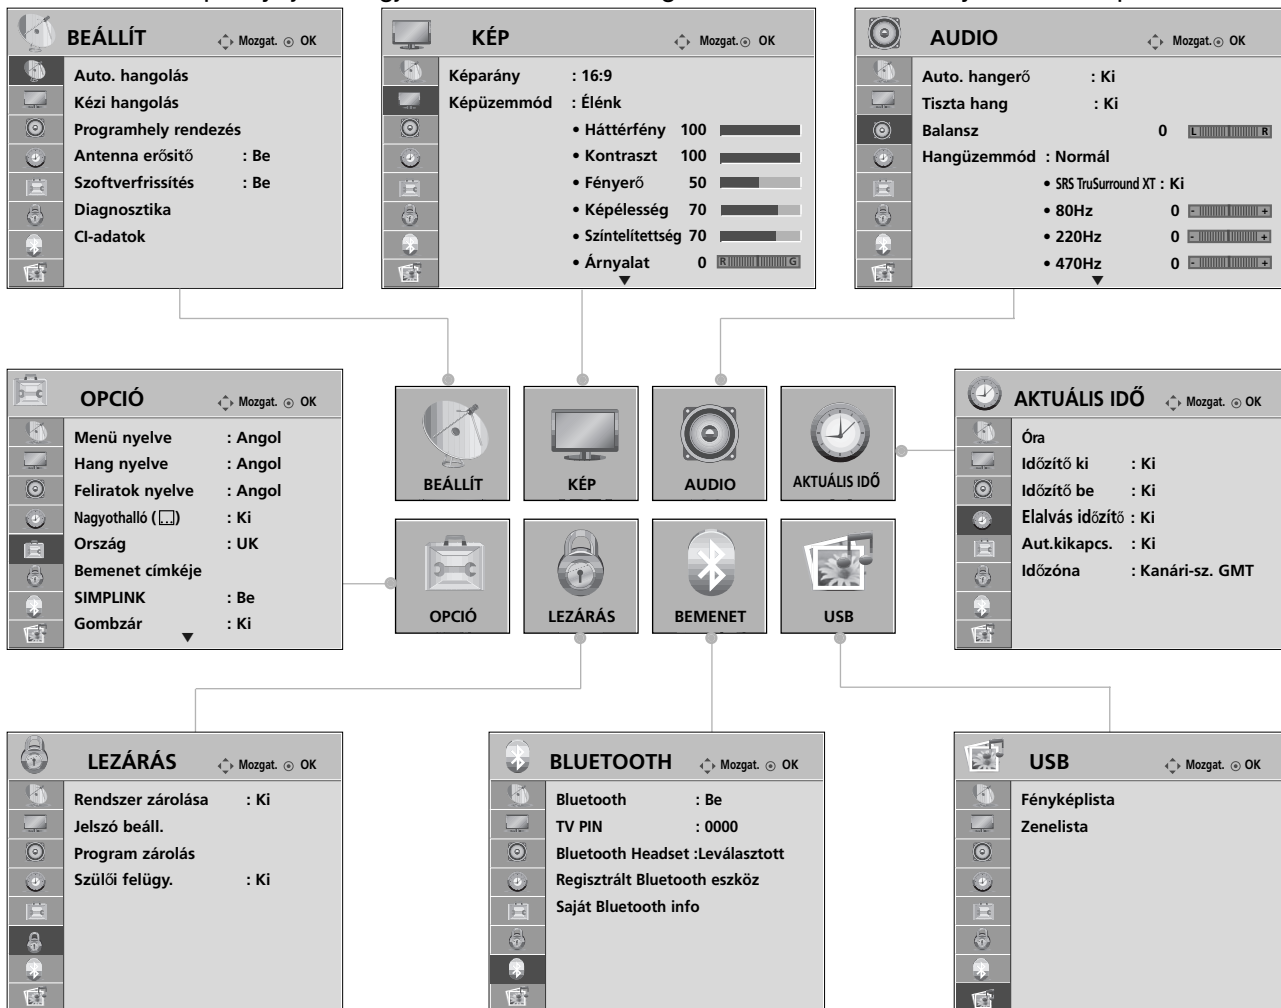 BEÁLLÍT Mozgat. OK
Auto. hangolás
Kézi hangolás
Programhely rendezés
Antenna erősitő : Be
Szoftverfrissítés : Be
Diagnosztika
CI-adatok
KÉP Mozgat. OK
Képarány : 16:9
Képüzemmód : Élénk
• Háttérfény 100
• Kontraszt 100
• Fényerő 50
• Képélesség 70
• Színtelítettség 70
• Árnyalat 0 R G
▼
AUDIO Mozgat. OK
Auto. hangerő : Ki
Tiszta hang : Ki
Balansz 0 L R
Hangüzemmód : Normál
• SRS TruSurround XT : Ki
• 80Hz 0 - +
• 220Hz 0 - +
• 470Hz 0 - +
▼
OPCIÓ Mozgat. OK
Menü nyelve : Angol
Hang nyelve : Angol
Feliratok nyelve : Angol
Nagyothalló ( ) : Ki
Ország : UK
Bemenet címkéje
SIMPLINK : Be
Gombzár : Ki
▼
BEÁLLÍT
KÉP
AUDIO
AKTUÁLIS IDŐ
OPCIÓ
LEZÁRÁS
BEMENET
USB
AKTUÁLIS IDŐ Mozgat. OK
Óra
Időzítő ki : Ki
Időzítő be : Ki
Elalvás időzítő : Ki
Aut.kikapcs. : Ki
Időzóna : Kanári-sz. GMT
LEZÁRÁS Mozgat. OK
Rendszer zárolása : Ki
Jelszó beáll.
Program zárolás
Szülői felügy. : Ki
BLUETOOTH Mozgat. OK
Bluetooth : Be
TV PIN : 0000
Bluetooth Headset :Leválasztott
Regisztrált Bluetooth eszköz
Saját Bluetooth info
USB Mozgat. OK
Fényképlista
Zenelista